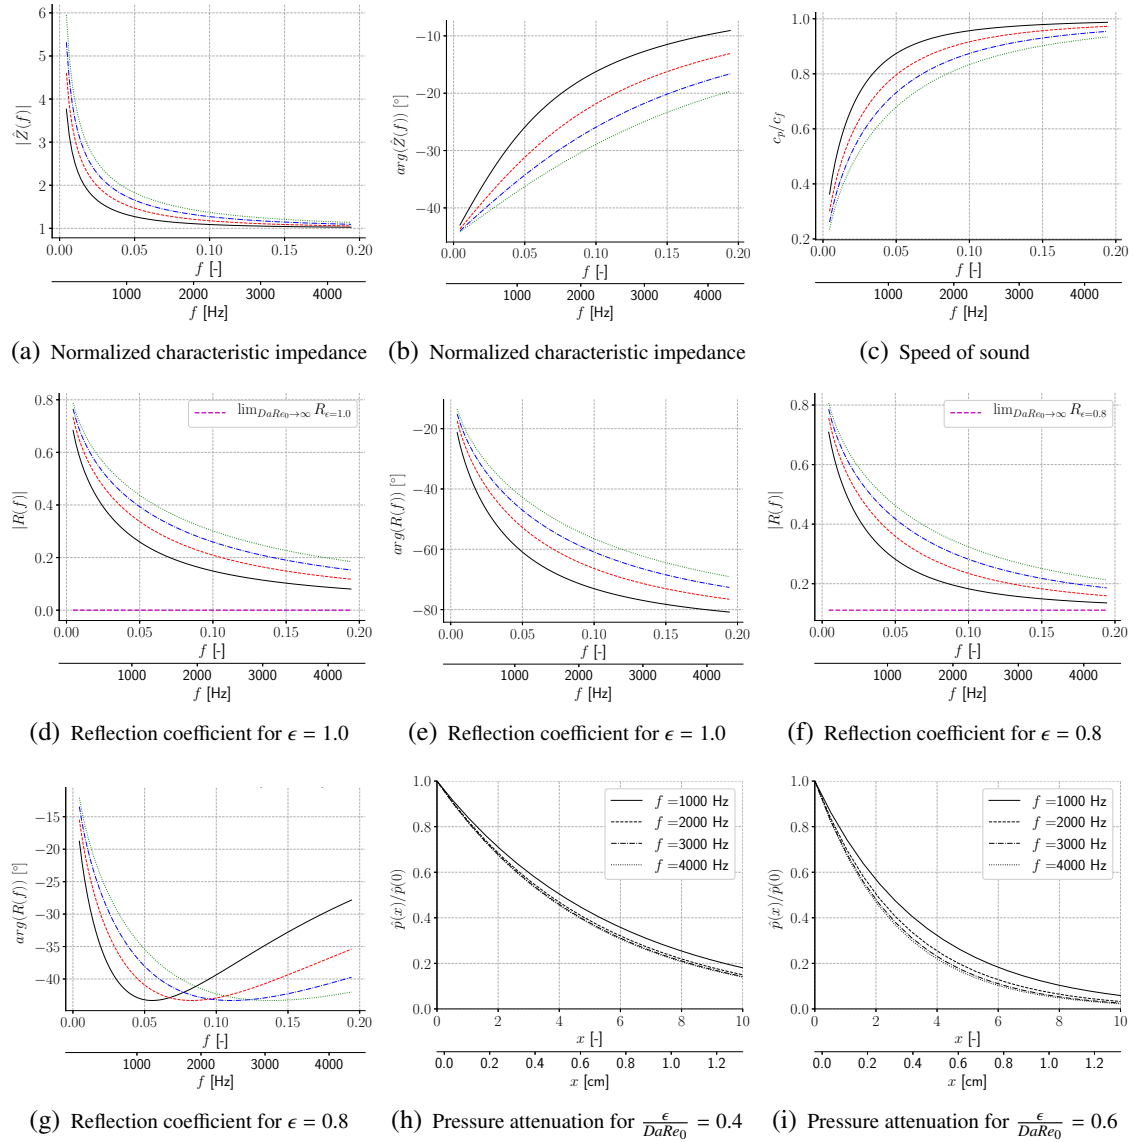 6
5
4
3
2
1
|Ẑ(f)|
0.00 0.05 0.10 0.15 0.20
f [-]
1000 2000 3000 4000
f [Hz]
(a) Normalized characteristic impedance
−10
−20
−30
−40
arg(Ẑ(f)) [°]
0.00 0.05 0.10 0.15 0.20
f [-]
1000 2000 3000 4000
f [Hz]
(b) Normalized characteristic impedance
1.0
0.8
0.6
0.4
0.2
c_p/c_f
0.00 0.05 0.10 0.15 0.20
f [-]
1000 2000 3000 4000
f [Hz]
(c) Speed of sound
0.8
0.6
0.4
0.2
0.0
|R(f)|
lim_{DaRe_0→∞} R_{ϵ=1.0}
0.00 0.05 0.10 0.15 0.20
f [-]
1000 2000 3000 4000
f [Hz]
(d) Reflection coefficient for ϵ = 1.0
−20
−40
−60
−80
arg(R(f)) [°]
0.00 0.05 0.10 0.15 0.20
f [-]
1000 2000 3000 4000
f [Hz]
(e) Reflection coefficient for ϵ = 1.0
0.8
0.6
0.4
0.2
|R(f)|
lim_{DaRe_0→∞} R_{ϵ=0.8}
0.00 0.05 0.10 0.15 0.20
f [-]
1000 2000 3000 4000
f [Hz]
(f) Reflection coefficient for ϵ = 0.8
−15
−20
−25
−30
−35
−40
arg(R(f)) [°]
0.00 0.05 0.10 0.15 0.20
f [-]
1000 2000 3000 4000
f [Hz]
(g) Reflection coefficient for ϵ = 0.8
1.0
0.8
0.6
0.4
0.2
0.0
p̂(x)/p̂(0)
f =1000 Hz
f =2000 Hz
f =3000 Hz
f =4000 Hz
0 2 4 6 8 10
x [-]
0.0 0.2 0.4 0.6 0.8 1.0 1.2
x [cm]
(h) Pressure attenuation for ϵ/DaRe_0 = 0.4
1.0
0.8
0.6
0.4
0.2
0.0
p̂(x)/p̂(0)
f =1000 Hz
f =2000 Hz
f =3000 Hz
f =4000 Hz
0 2 4 6 8 10
x [-]
0.0 0.2 0.4 0.6 0.8 1.0 1.2
x [cm]
(i) Pressure attenuation for ϵ/DaRe_0 = 0.6